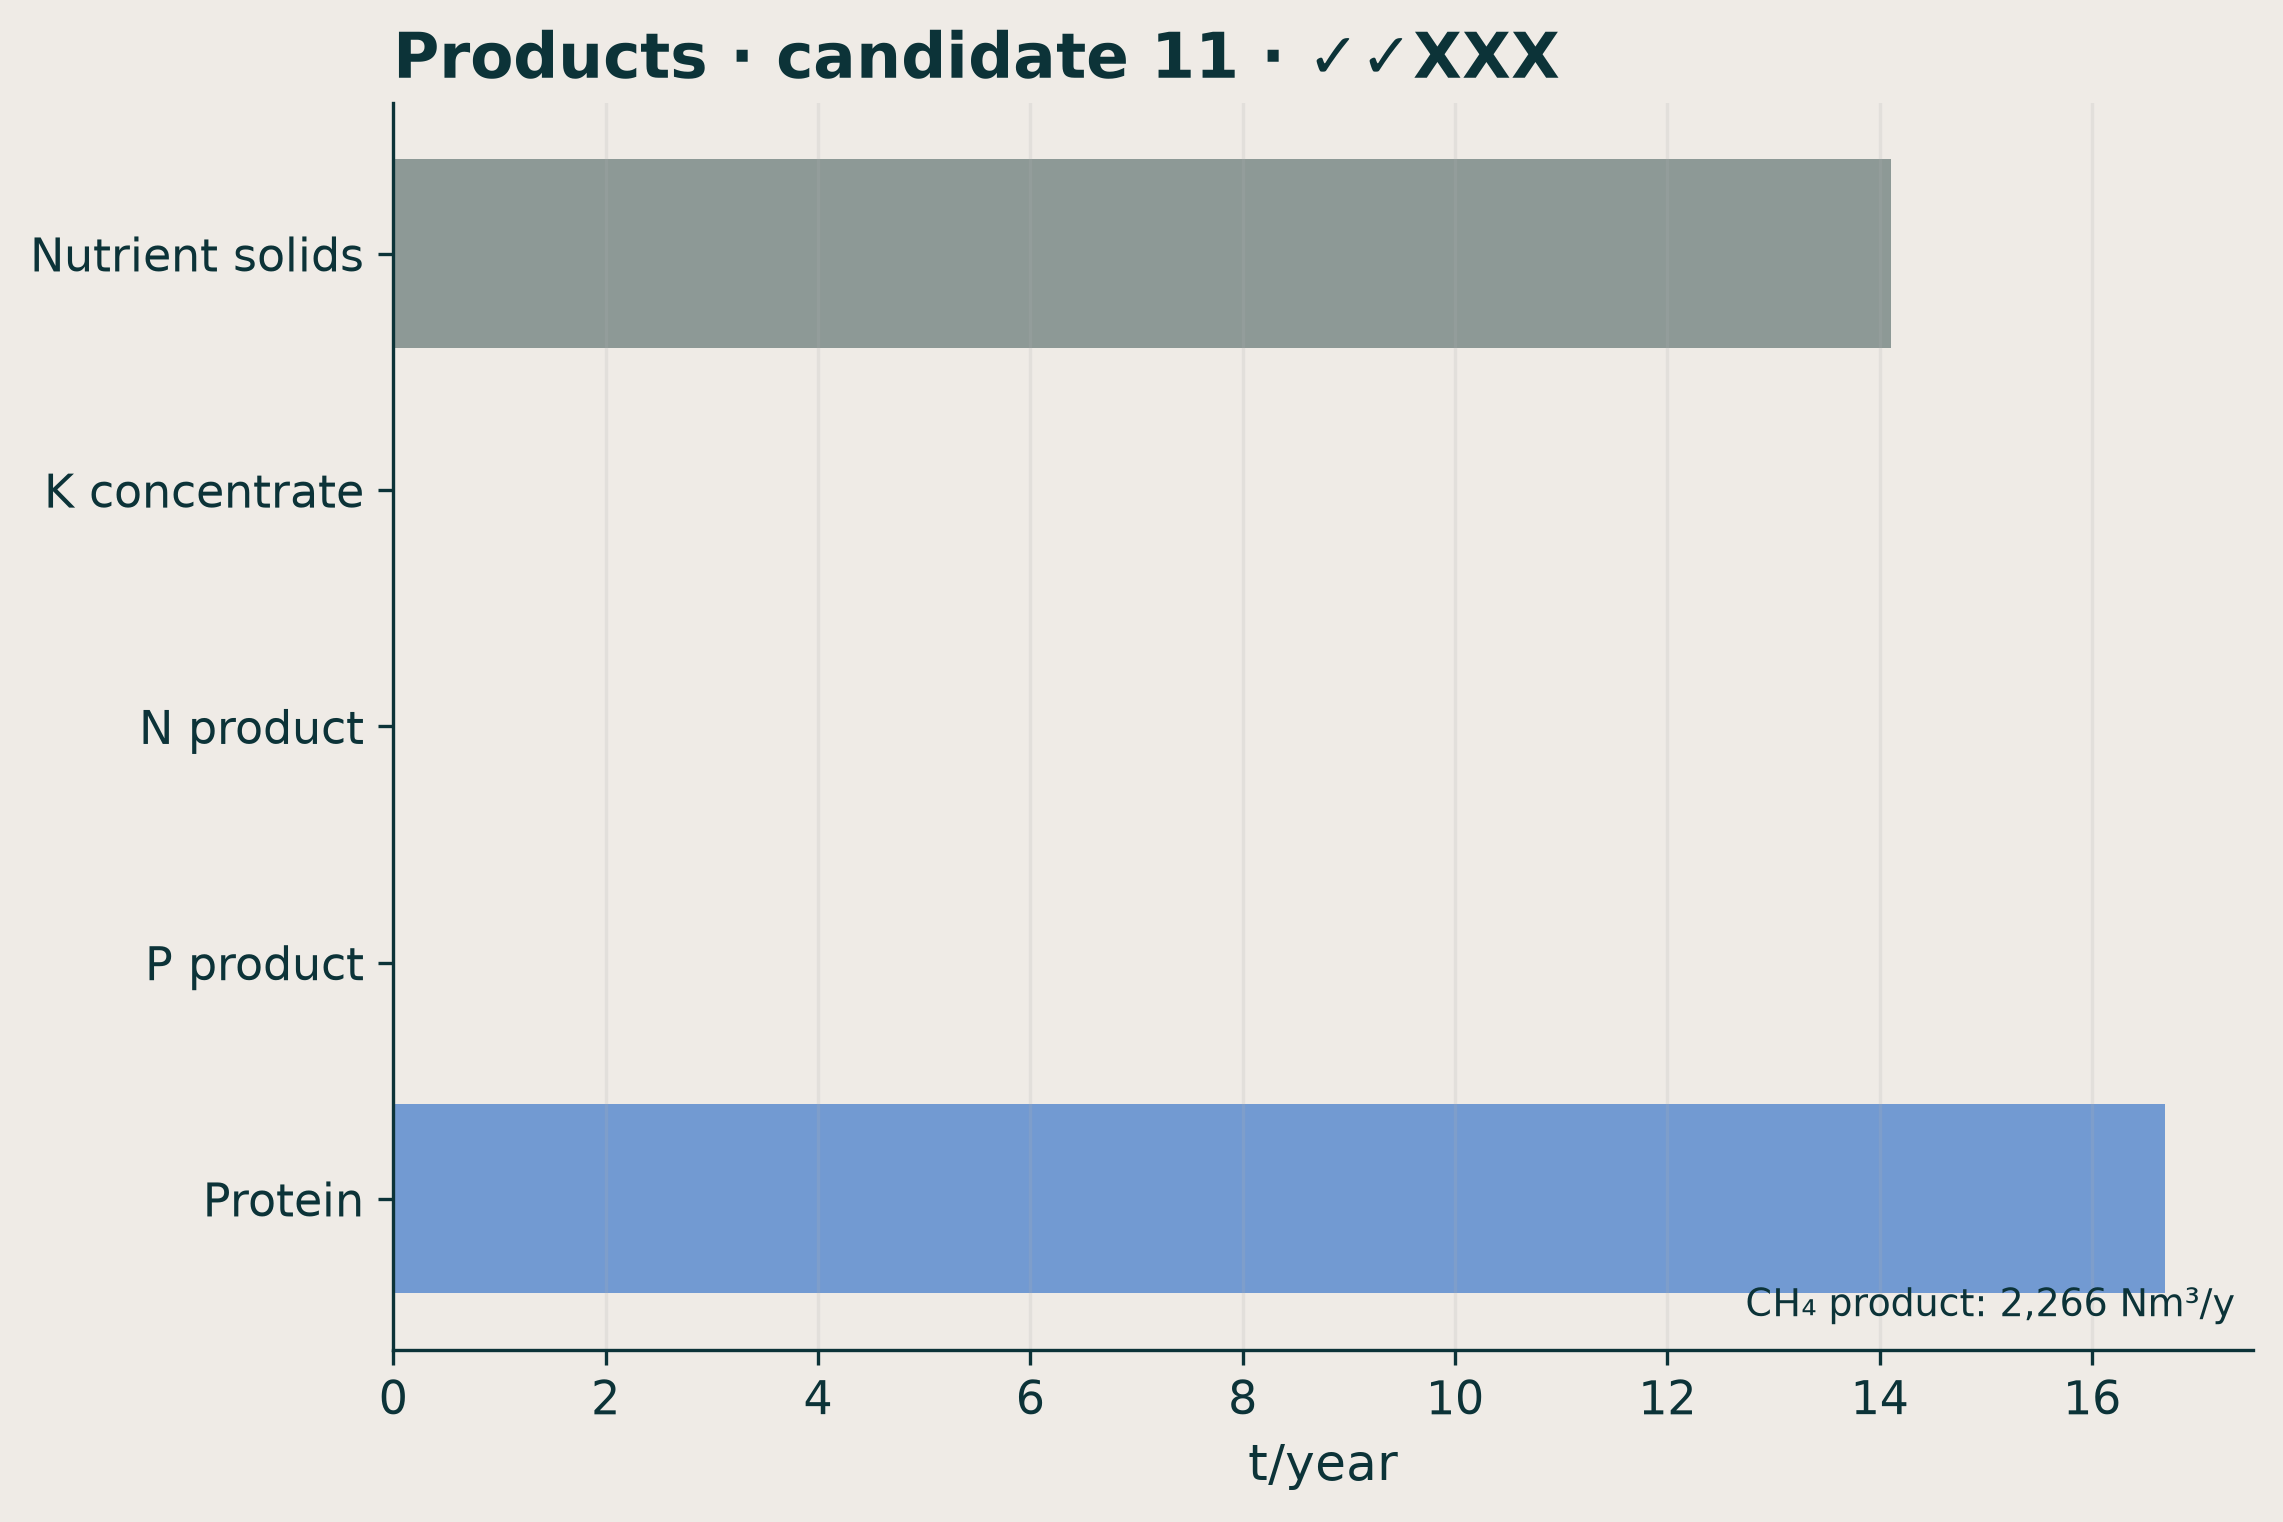 Products · candidate 11 · ✓✓XXX
Nutrient solids
K concentrate
N product
P product
Protein
CH₄ product: 2,266 Nm³/y
0 2 4 6 8 10 12 14 16
t/year